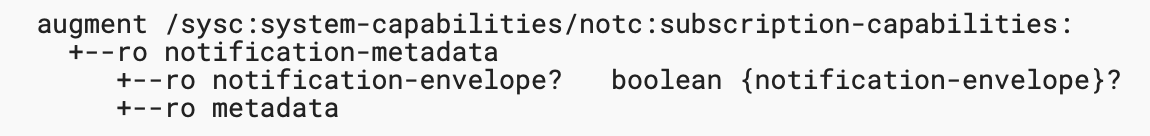 augment /sysc:system-capabilities/notc:subscription-capabilities:
  +--ro notification-metadata
     +--ro notification-envelope?   boolean {notification-envelope}?
     +--ro metadata